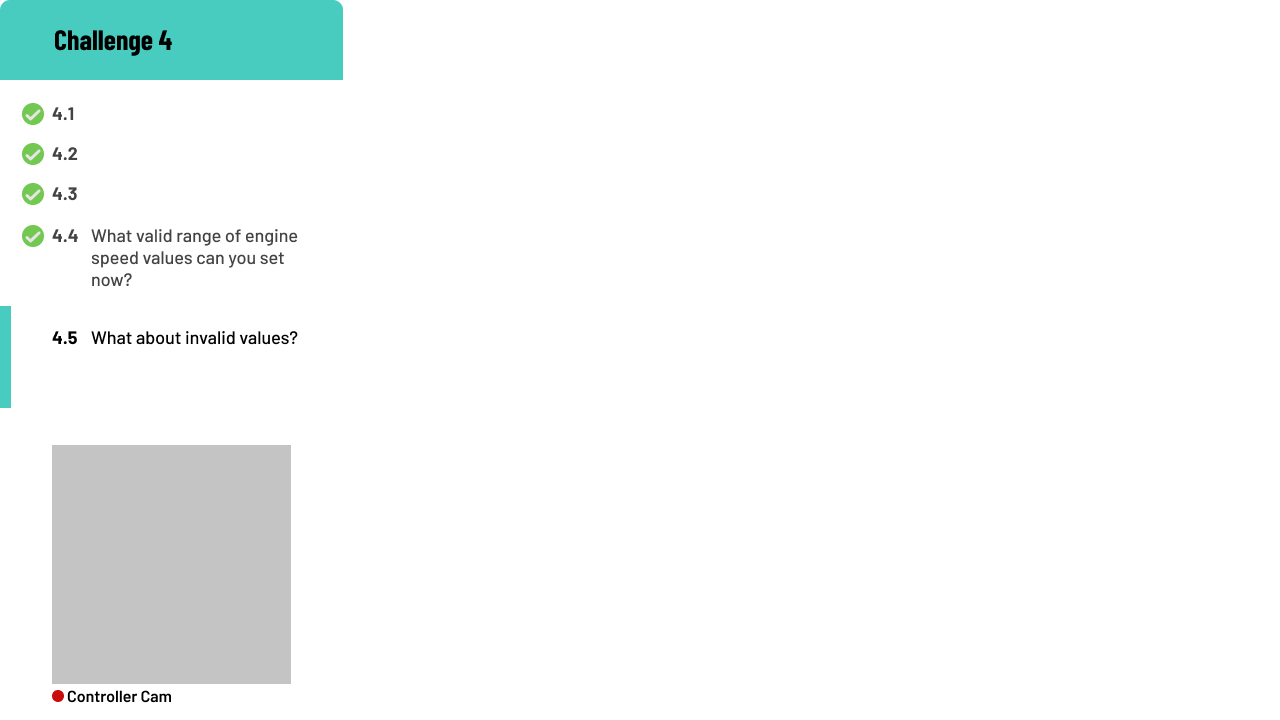 Challenge 4
4.1
4.2
4.3
4.4 What valid range of engine
speed values can you set
now?
4.5 What about invalid values?
Controller Cam